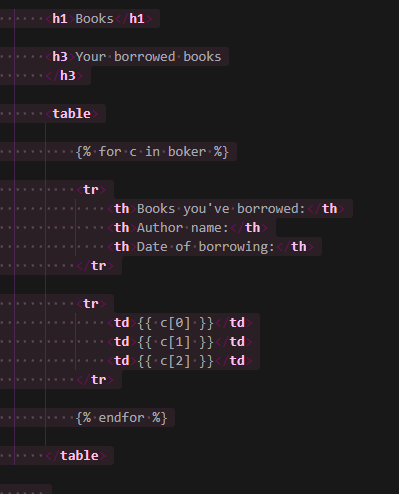 <h1>Books</h1>
<h3>Your borrowed books
</h3>
<table>
{% for c in boker %}
<tr>
<th>Books you've borrowed:</th>
<th>Author name:</th>
<th>Date of borrowing:</th>
</tr>
<tr>
<td>{{ c[0] }}</td>
<td>{{ c[1] }}</td>
<td>{{ c[2] }}</td>
</tr>
{% endfor %}
</table>